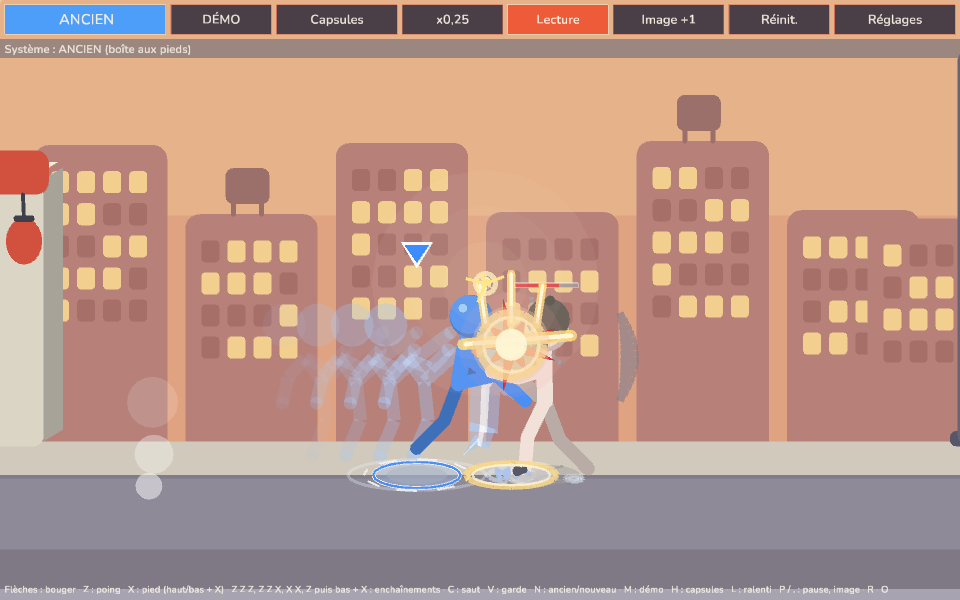 ANCIEN DÉMO Capsules x0,25 Lecture Image +1 Réinit. Réglages
Système : ANCIEN (boîte aux pieds)
Flèches : bouger Z : poing X : pied (haut/bas + X) Z Z Z, Z Z X, X X, Z puis bas + X : enchaînements C : saut V : garde N : ancien/nouveau M : démo H : capsules L : ralenti P / . : pause, image R O